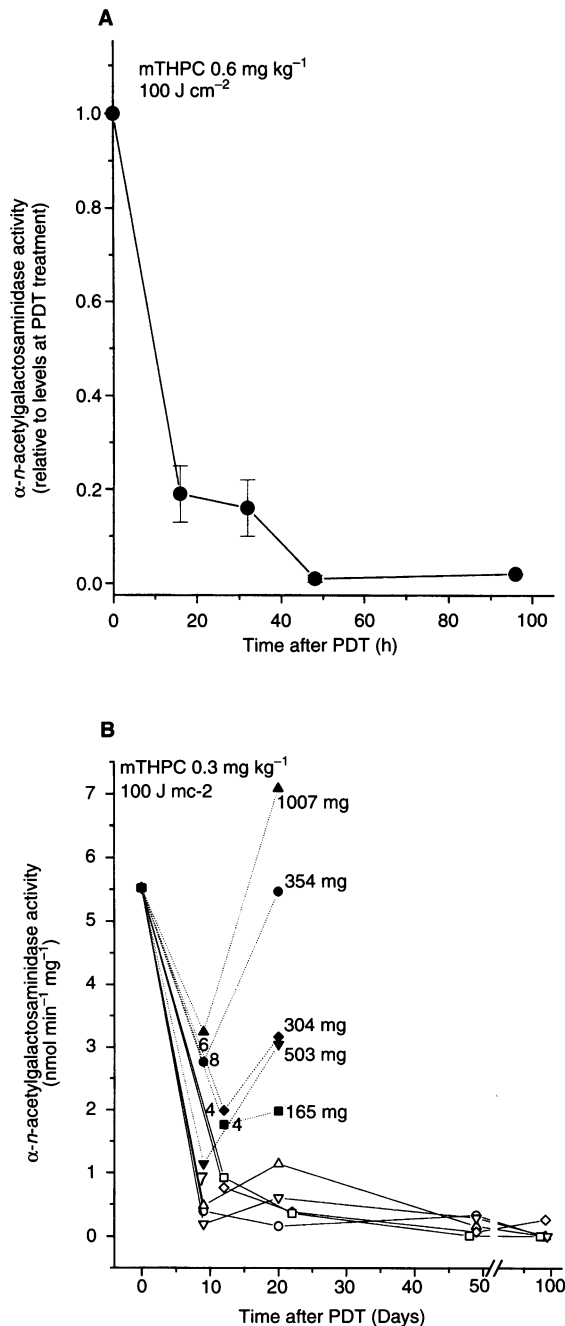 A
mTHPC 0.6 mg kg⁻¹
100 J cm⁻²
α-n-acetylgalactosaminidase activity
(relative to levels at PDT treatment)
1.0
0.8
0.6
0.4
0.2
0.0
0 20 40 60 80 100
Time after PDT (h)
B
mTHPC 0.3 mg kg⁻¹
100 J mc-2
α-n-acetylgalactosaminidase activity
(nmol min⁻¹ mg⁻¹)
7
6
5
4
3
2
1
0
1007 mg
354 mg
304 mg
503 mg
165 mg
6
8
4
4
7
0 10 20 30 40 50 100
Time after PDT (Days)